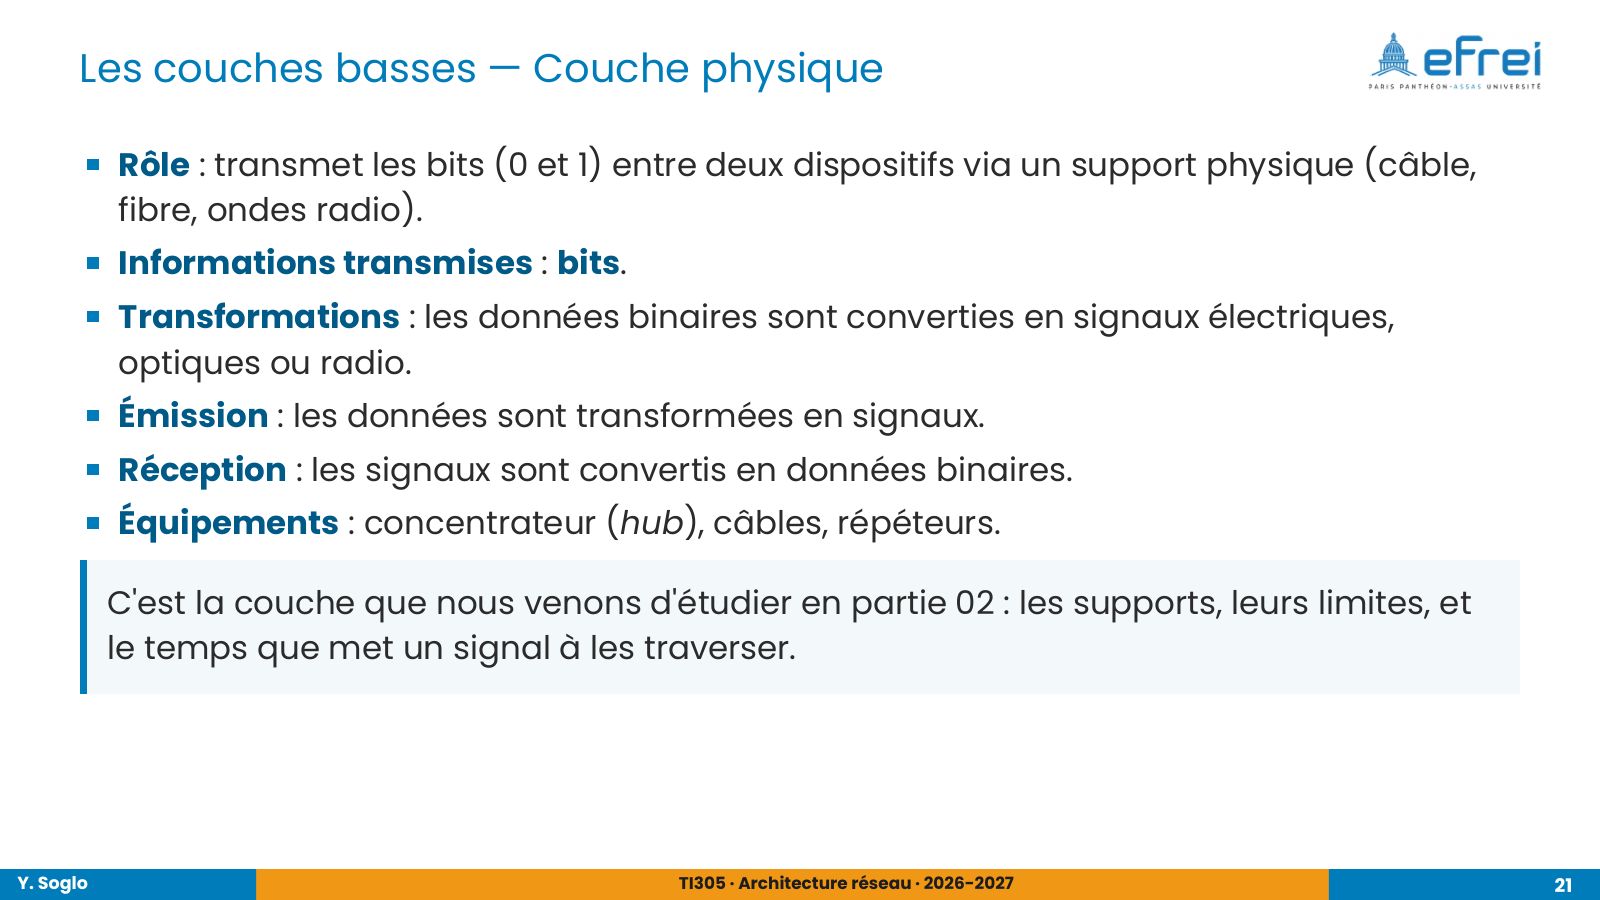 Les couches basses — Couche physique
efrei
PARIS PANTHÉON-ASSAS UNIVERSITÉ
▪ Rôle : transmet les bits (0 et 1) entre deux dispositifs via un support physique (câble,
fibre, ondes radio).
▪ Informations transmises : bits.
▪ Transformations : les données binaires sont converties en signaux électriques,
optiques ou radio.
▪ Émission : les données sont transformées en signaux.
▪ Réception : les signaux sont convertis en données binaires.
▪ Équipements : concentrateur (hub), câbles, répéteurs.
C'est la couche que nous venons d'étudier en partie 02 : les supports, leurs limites, et
le temps que met un signal à les traverser.
Y. Soglo
TI305 · Architecture réseau · 2026-2027
21